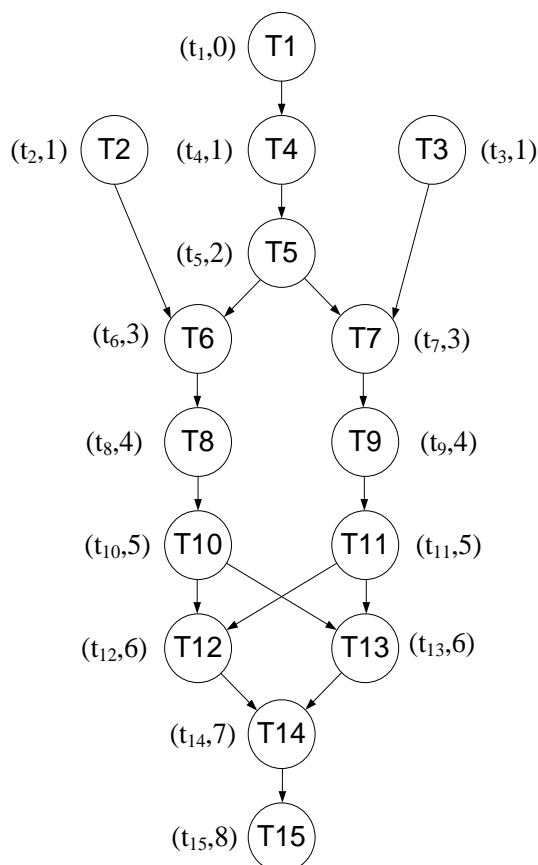 (t₁,0) T1
(t₂,1) T2 (t₄,1) T4 T3 (t₃,1)
(t₅,2) T5
(t₆,3) T6 T7 (t₇,3)
(t₈,4) T8 T9 (t₉,4)
(t₁₀,5) T10 T11 (t₁₁,5)
(t₁₂,6) T12 T13 (t₁₃,6)
(t₁₄,7) T14
(t₁₅,8) T15